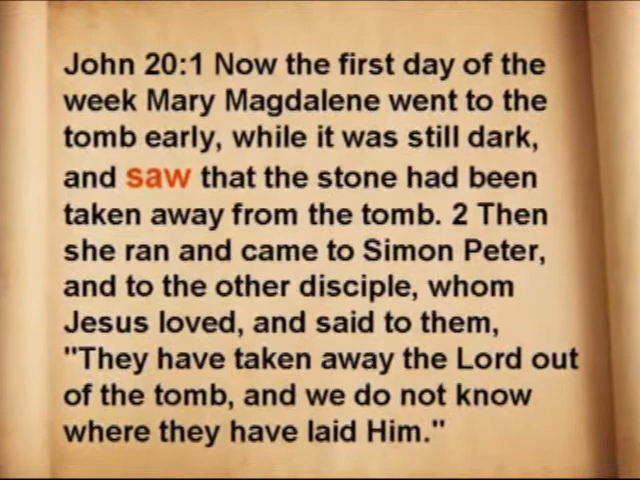 John 20:1 Now the first day of the
week Mary Magdalene went to the
tomb early, while it was still dark,
and saw that the stone had been
taken away from the tomb. 2 Then
she ran and came to Simon Peter,
and to the other disciple, whom
Jesus loved, and said to them,
"They have taken away the Lord out
of the tomb, and we do not know
where they have laid Him."